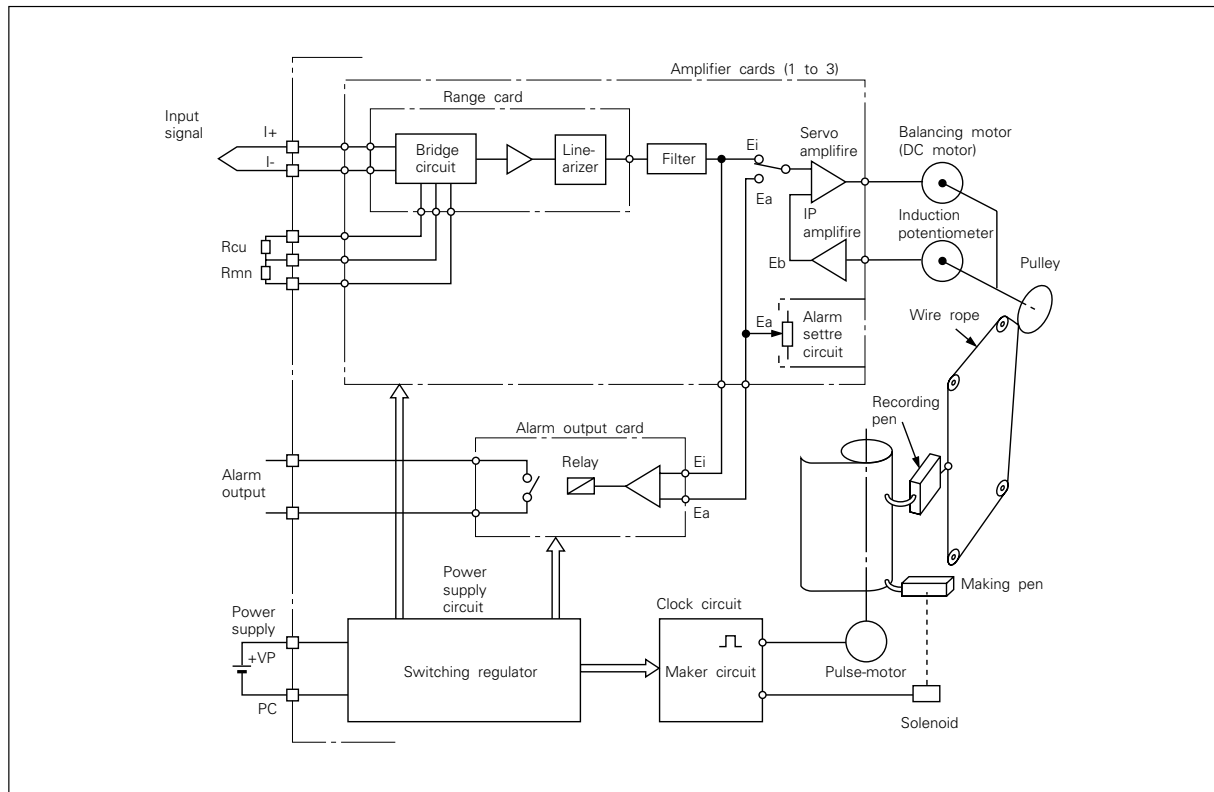 Amplifier cards (1 to 3)
Range card
Input
signal
I+
I-
Bridge
circuit
Line-
arizer
Filter
Ei
Ea
Servo
amplifire
Balancing motor
(DC motor)
IP
amplifire
Induction
potentiometer
Eb
Pulley
Rcu
Rmn
Ea
Alarm
settre
circuit
Wire rope
Recording
pen
Alarm output card
Relay
Ei
Ea
Alarm
output
Making pen
Power
supply
circuit
Clock circuit
Power
supply
+VP
PC
Switching regulator
Maker circuit
Pulse-motor
Solenoid